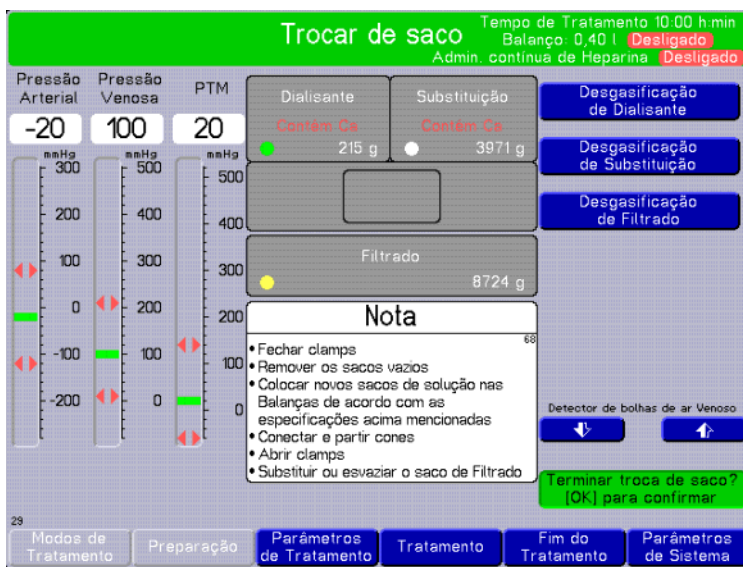 Trocar de saco
Tempo de Tratamento 10:00 h:min
Balanço: 0,40 l Desligado
Admin. contínua de Heparina Desligado
Pressão
Arterial
Pressão
Venosa
PTM
-20
100
20
mmHg
mmHg
mmHg
300
200
100
0
-100
-200
500
400
300
200
100
0
500
400
300
200
100
0
Dialisante
Contém Ca
215 g
Substituição
Contém Ca
3971 g
Filtrado
8724 g
Nota
68
• Fechar clamps
• Remover os sacos vazios
• Colocar novos sacos de solução nas
Balanças de acordo com as
especificações acima mencionadas
• Conectar e partir cones
• Abrir clamps
• Substituir ou esvaziar o saco de Filtrado
Desgasificação
de Dialisante
Desgasificação
de Substituição
Desgasificação
de Filtrado
Detector de bolhas de ar Venoso
Terminar troca de saco?
[OK] para confirmar
29
Modos de
Tratamento
Preparação
Parâmetros
de Tratamento
Tratamento
Fim do
Tratamento
Parâmetros
de Sistema